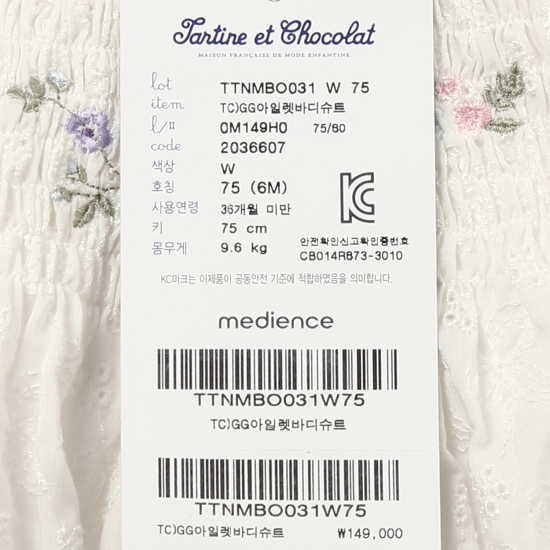 Tartine et Chocolat
MAISON FRANÇAISE DE MODE ENFANTINE
lot TTNMBO031 W 75
item TC)GG아일렛바디슈트
l/# 0M149H0 75/80
code 2036607
색상 W
호칭 75 (6M)
사용연령 36개월 미만
키 75 cm
몸무게 9.6 kg
안전확인신고확인증번호
CB014R873-3010
KC마크는 이제품이 공동안전 기준에 적합하였음을 의미합니다.
medience
TTNMBO031W75
TC)GG아일렛바디슈트
TTNMBO031W75
TC)GG아일렛바디슈트 ₩149,000